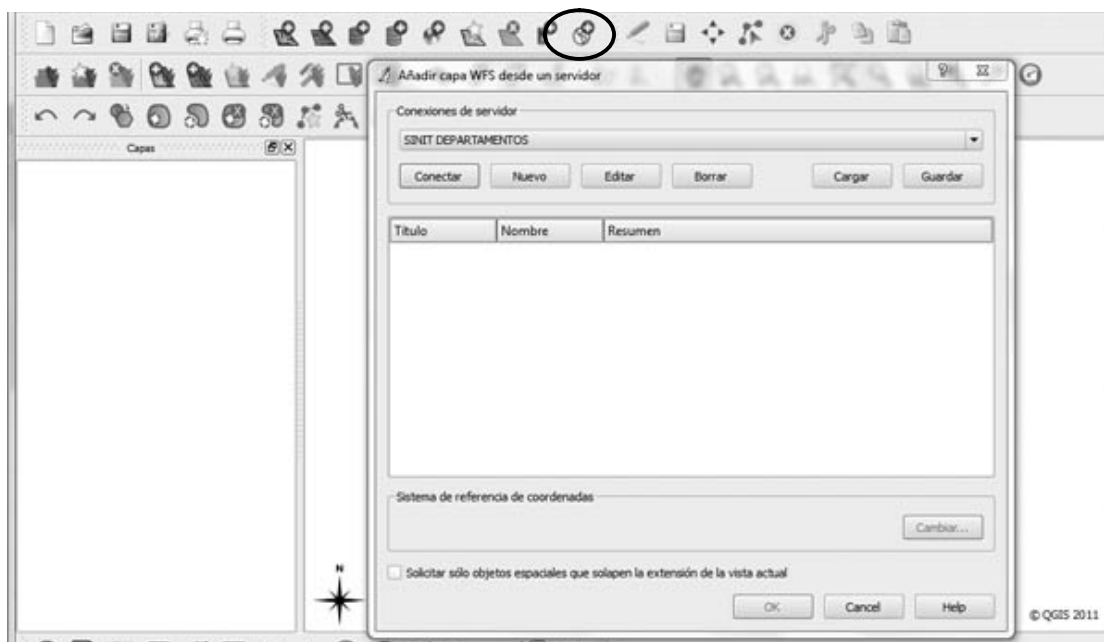 Añadir capa WFS desde un servidor
Capas
Conexiones de servidor
SINIT DEPARTAMENTOS
Conectar Nuevo Editar Borrar Cargar Guardar
Título Nombre Resumen
Sistema de referencia de coordenadas
Cambiar...
Solicitar sólo objetos espaciales que solapen la extensión de la vista actual
OK Cancel Help
N
© QGIS 2011